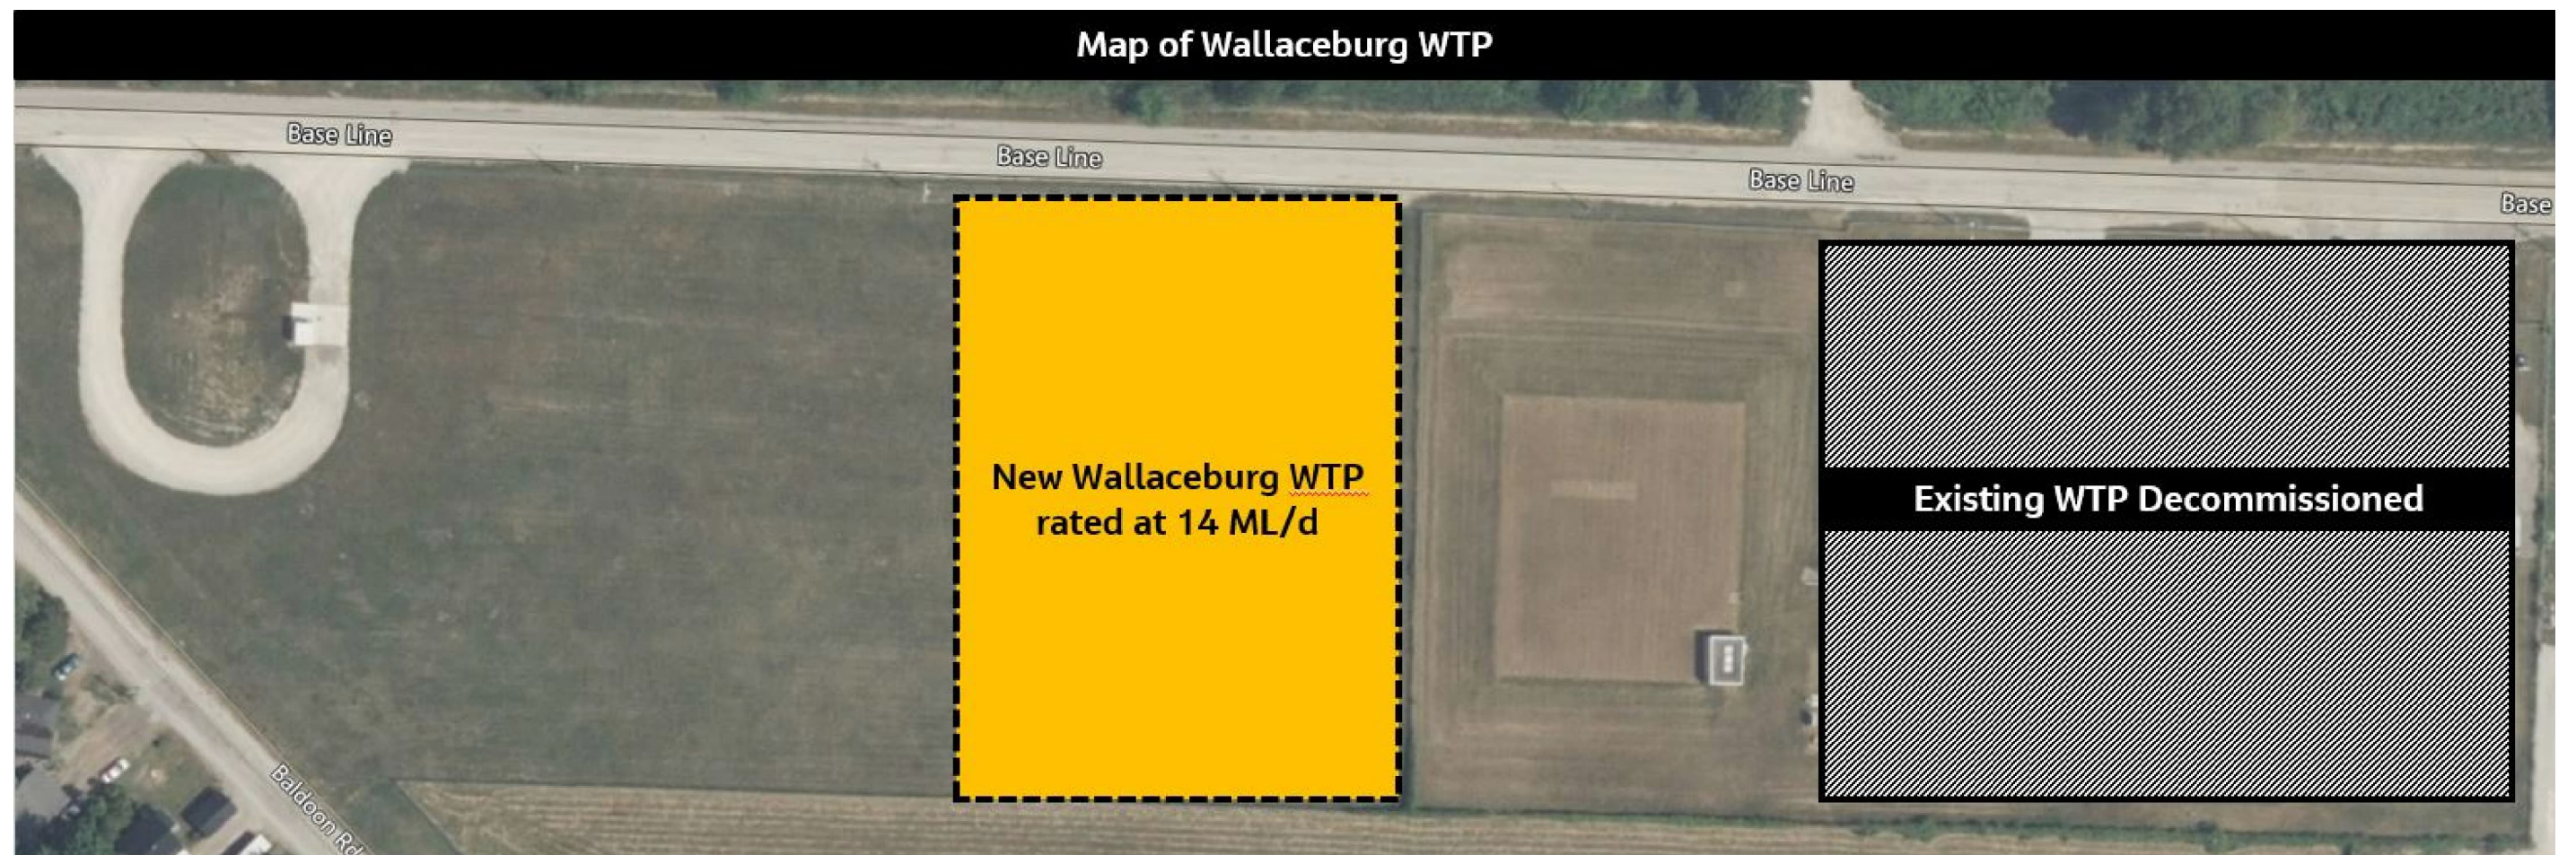 Map of Wallaceburg WTP
Base Line
Base Line
Base Line
Base
New Wallaceburg WTP
rated at 14 ML/d
Existing WTP Decommissioned
Baldoon Rd